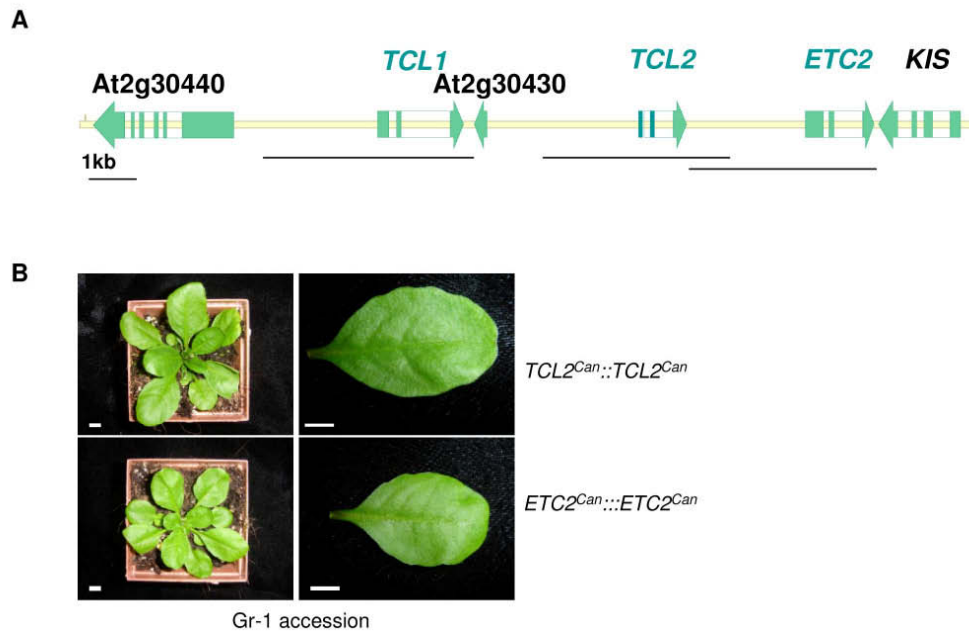 A
TCL1 TCL2 ETC2 KIS
At2g30440 At2g30430
1kb
B
TCL2Can::TCL2Can
ETC2Can:::ETC2Can
Gr-1 accession